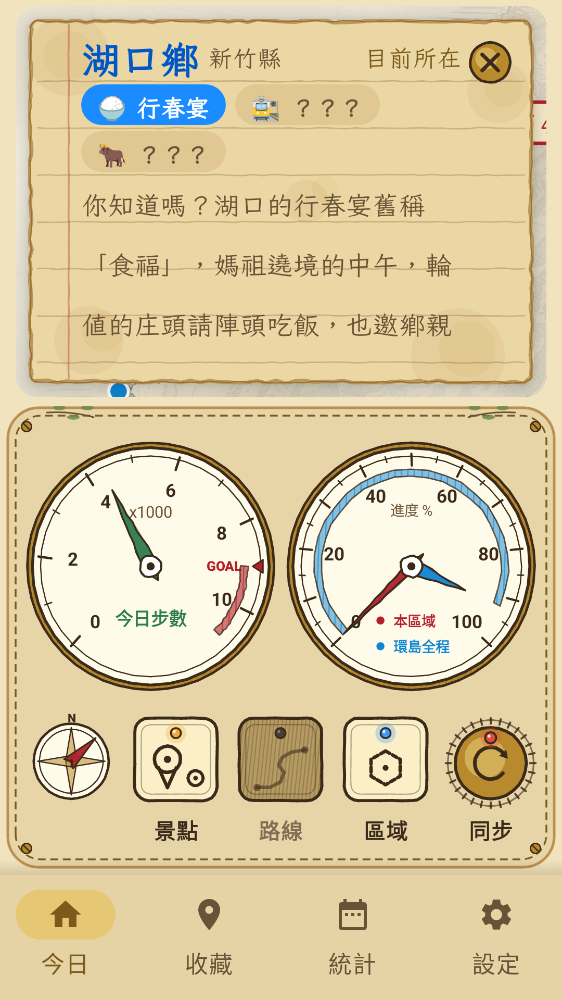 湖口鄉 新竹縣 目前所在
行春宴 ？？？
？？？
你知道嗎？湖口的行春宴舊稱
「食福」，媽祖遶境的中午，輪
值的庄頭請陣頭吃飯，也邀鄉親
0 2 4 6 8 10
x1000
GOAL
今日步數
0 20 40 60 80 100
進度 %
本區域
環島全程
N
景點 路線 區域 同步
今日 收藏 統計 設定